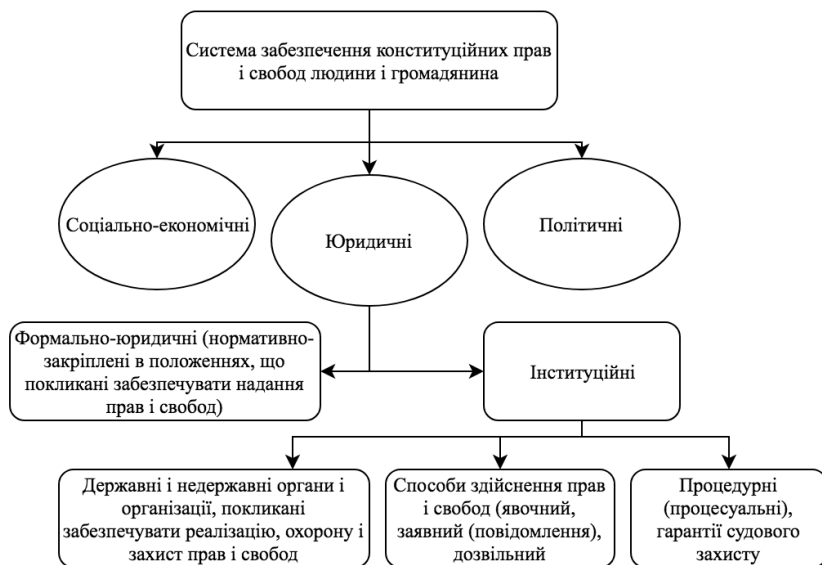 Система забезпечення конституційних прав
і свобод людини і громадянина
Соціально-економічні
Юридичні
Політичні
Формально-юридичні (нормативно-
закріплені в положеннях, що
покликані забезпечувати надання
прав і свобод)
Інституційні
Державні і недержавні органи і
організації, покликані
забезпечувати реалізацію, охорону і
захист прав і свобод
Способи здійснення прав
і свобод (явочний,
заявний (повідомлення),
дозвільний
Процедурні
(процесуальні),
гарантії судового
захисту